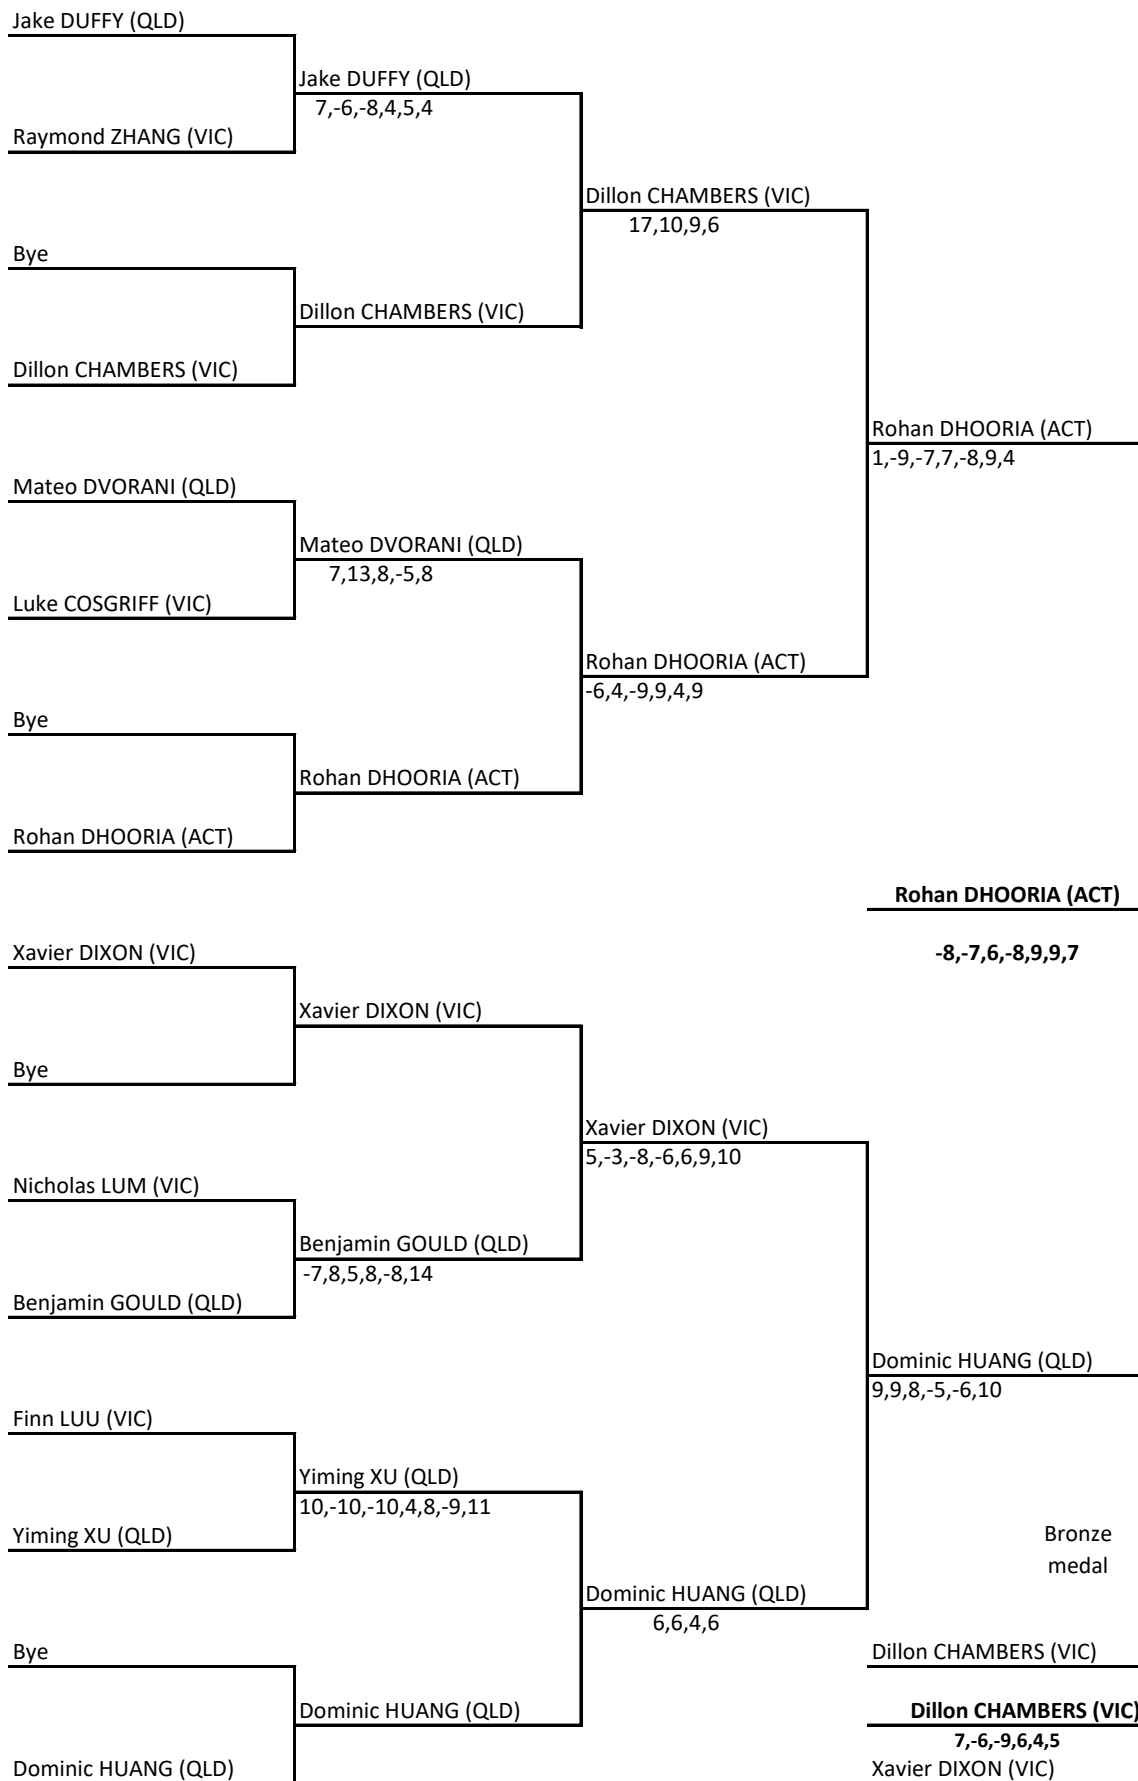 Jake DUFFY (QLD)
Jake DUFFY (QLD)
7,-6,-8,4,5,4
Raymond ZHANG (VIC)
Dillon CHAMBERS (VIC)
17,10,9,6
Bye
Dillon CHAMBERS (VIC)
Dillon CHAMBERS (VIC)
Rohan DHOORIA (ACT)
1,-9,-7,7,-8,9,4
Mateo DVORANI (QLD)
Mateo DVORANI (QLD)
7,13,8,-5,8
Luke COSGRIFF (VIC)
Rohan DHOORIA (ACT)
-6,4,-9,9,4,9
Bye
Rohan DHOORIA (ACT)
Rohan DHOORIA (ACT)
Rohan DHOORIA (ACT)
-8,-7,6,-8,9,9,7
Xavier DIXON (VIC)
Xavier DIXON (VIC)
Bye
Xavier DIXON (VIC)
5,-3,-8,-6,6,9,10
Nicholas LUM (VIC)
Benjamin GOULD (QLD)
-7,8,5,8,-8,14
Benjamin GOULD (QLD)
Dominic HUANG (QLD)
9,9,8,-5,-6,10
Finn LUU (VIC)
Yiming XU (QLD)
10,-10,-10,4,8,-9,11
Yiming XU (QLD)
Bronze
medal
Dominic HUANG (QLD)
6,6,4,6
Bye
Dillon CHAMBERS (VIC)
Dominic HUANG (QLD)
Dillon CHAMBERS (VIC)
7,-6,-9,6,4,5
Dominic HUANG (QLD)
Xavier DIXON (VIC)